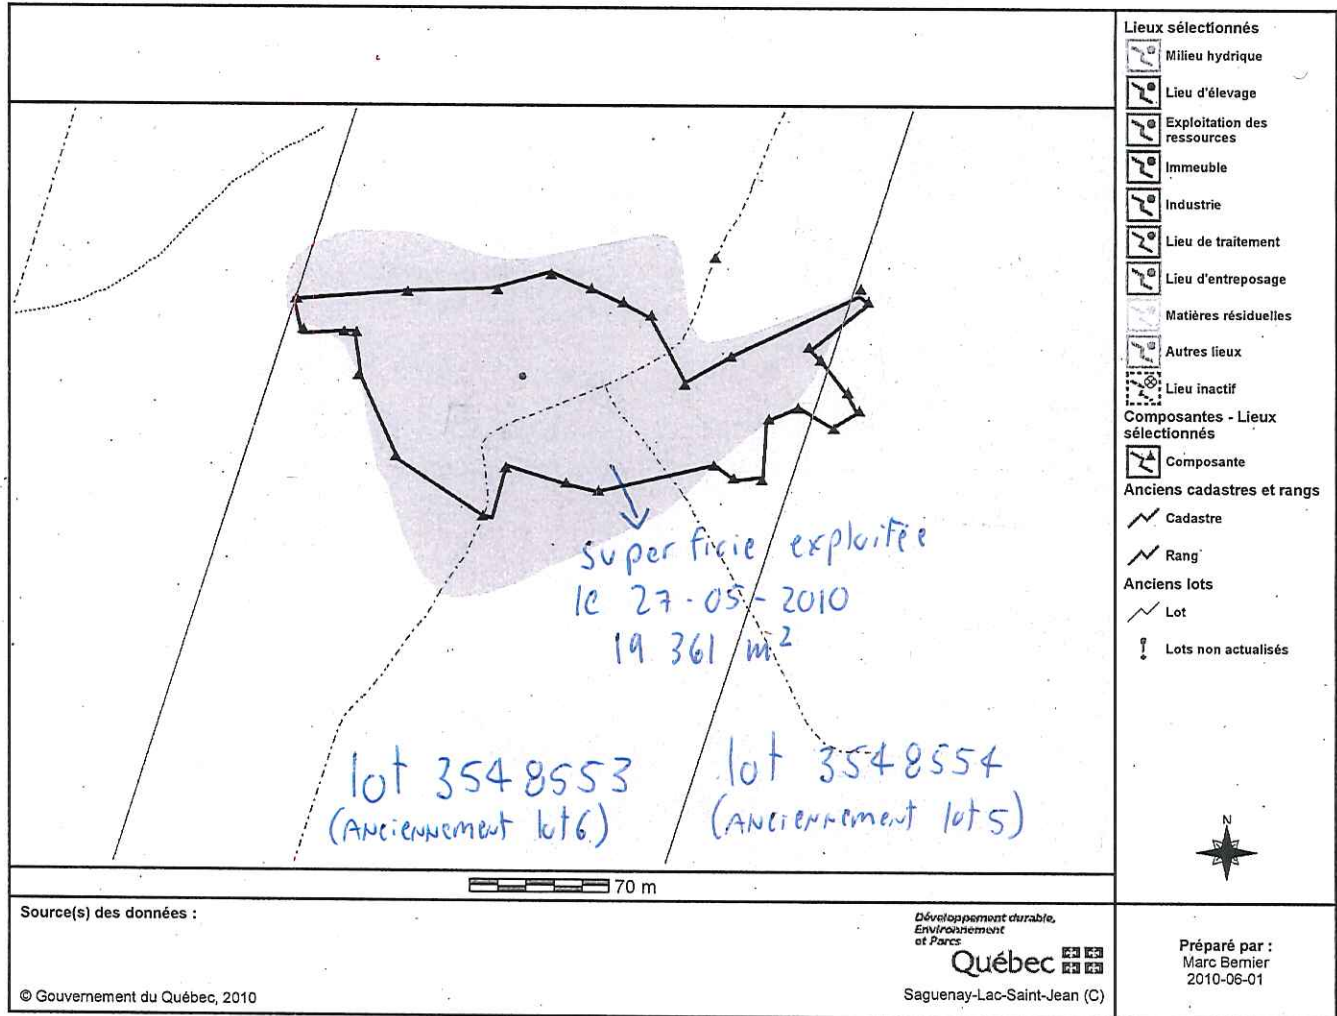 superficie exploitée
le 27-05-2010
19 361 m²
lot 3548553
(Anciennement lot 6)
lot 3548554
(Anciennement lot 5)
70 m
Source(s) des données :
© Gouvernement du Québec, 2010
Développement durable,
Environnement
et Parcs
Québec
Saguenay-Lac-Saint-Jean (C)
Lieux sélectionnés
Milieu hydrique
Lieu d'élevage
Exploitation des
ressources
Immeuble
Industrie
Lieu de traitement
Lieu d'entreposage
Matières résiduelles
Autres lieux
Lieu inactif
Composantes - Lieux
sélectionnés
Composante
Anciens cadastres et rangs
Cadastre
Rang
Anciens lots
Lot
Lots non actualisés
N
Préparé par :
Marc Bernier
2010-06-01